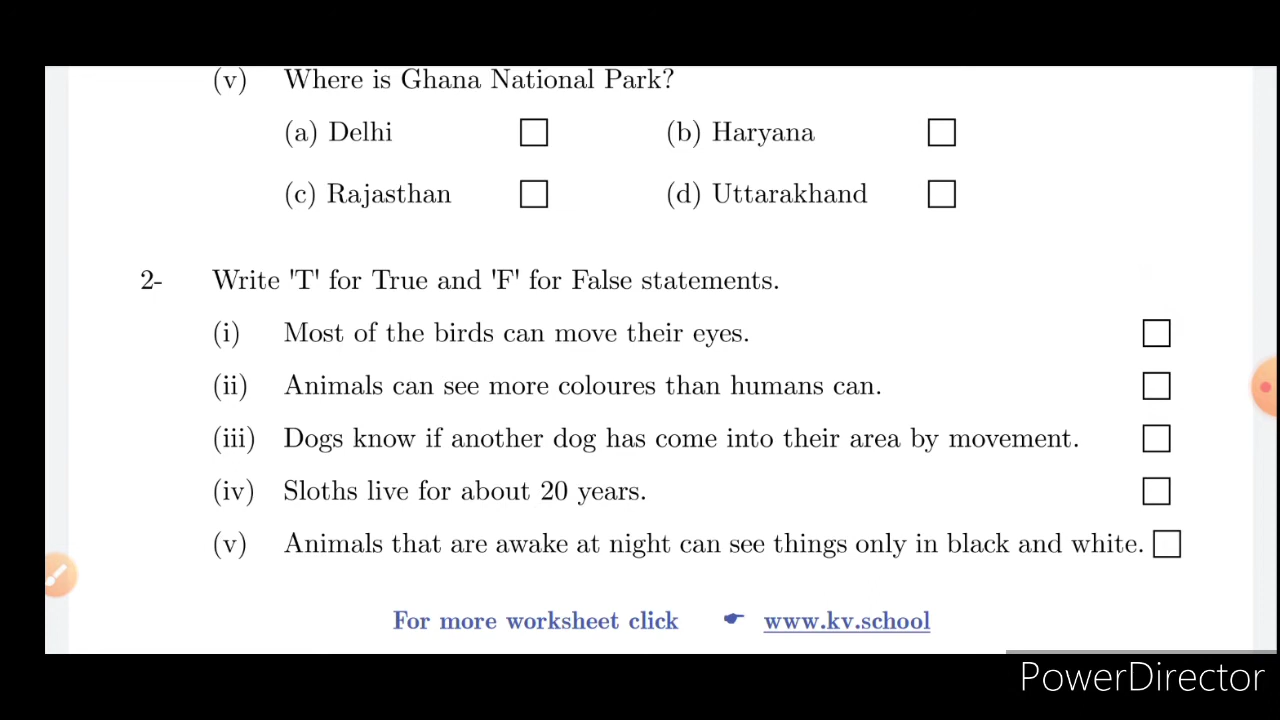 (v) Where is Ghana National Park?
(a) Delhi (b) Haryana
(c) Rajasthan (d) Uttarakhand
2- Write 'T' for True and 'F' for False statements.
(i) Most of the birds can move their eyes.
(ii) Animals can see more coloures than humans can.
(iii) Dogs know if another dog has come into their area by movement.
(iv) Sloths live for about 20 years.
(v) Animals that are awake at night can see things only in black and white.
For more worksheet click www.kv.school
PowerDirector